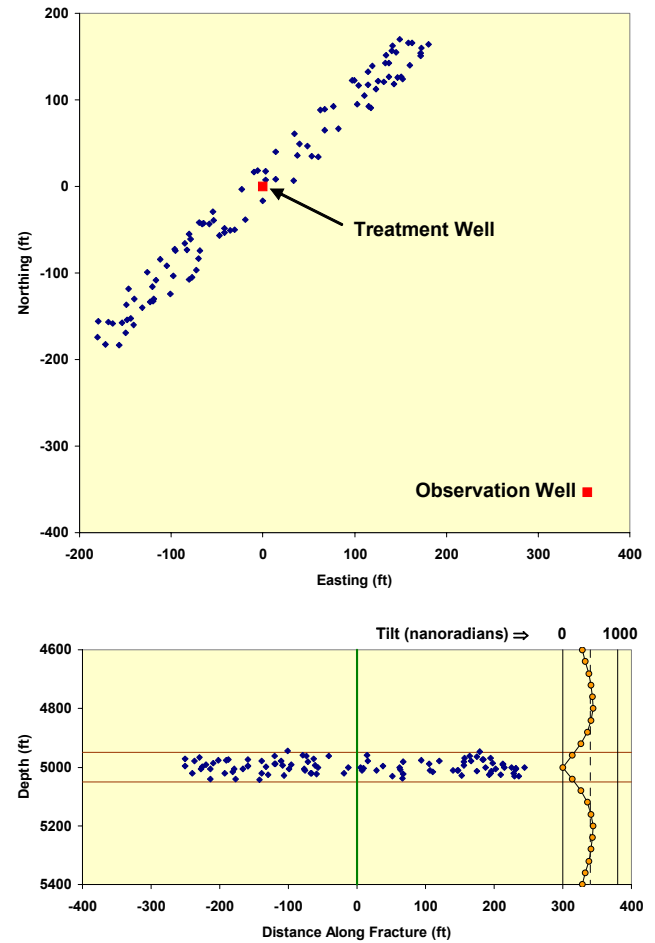 200
100
0
-100
-200
-300
-400
Northing (ft)
Treatment Well
Observation Well
-200 -100 0 100 200 300 400
Easting (ft)
Tilt (nanoradians) ⇒ 0 1000
4600
4800
5000
5200
5400
Depth (ft)
-400 -300 -200 -100 0 100 200 300 400
Distance Along Fracture (ft)